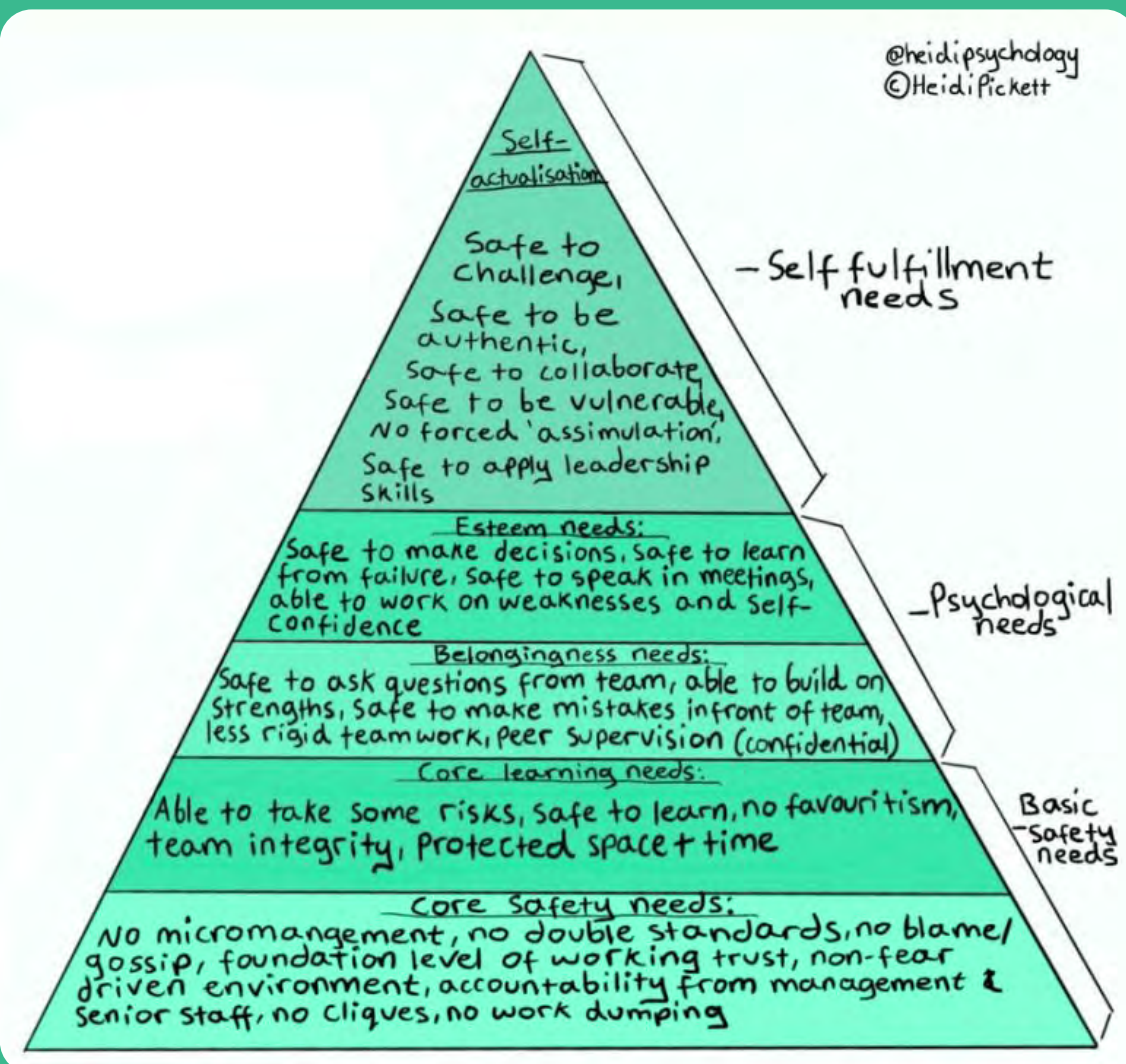 @heidipsychology
©HeidiPickett
Self-
actualisation
Safe to
challenge,
Safe to be
authentic,
Safe to collaborate
Safe to be vulnerable,
No forced 'assimulation',
Safe to apply leadership
skills
- Self fulfillment
needs
Esteem needs:
Safe to make decisions, safe to learn
from failure, safe to speak in meetings,
able to work on weaknesses and self-
confidence
- Psychological
needs
Belongingness needs:
Safe to ask questions from team, able to build on
strengths, safe to make mistakes infront of team,
less rigid teamwork, peer supervision (confidential)
Core learning needs:
Able to take some risks, safe to learn, no favouritism,
team integrity, Protected space + time
Basic
- safety
needs
Core Safety needs:
No micromangement, no double standards, no blame/
gossip, foundation level of working trust, non-fear
driven environment, accountability from management &
senior staff, no cliques, no work dumping